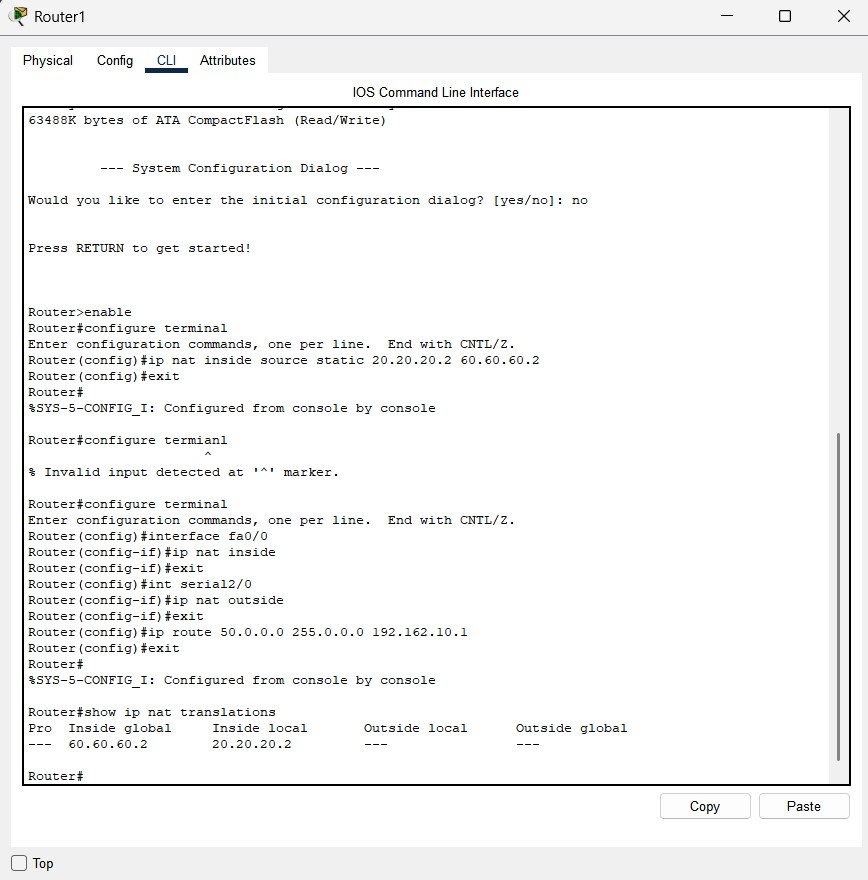 Router1
Physical Config CLI Attributes
IOS Command Line Interface
63488K bytes of ATA CompactFlash (Read/Write)
--- System Configuration Dialog ---
Would you like to enter the initial configuration dialog? [yes/no]: no
Press RETURN to get started!
Router>enable
Router#configure terminal
Enter configuration commands, one per line.  End with CNTL/Z.
Router(config)#ip nat inside source static 20.20.20.2 60.60.60.2
Router(config)#exit
Router#
%SYS-5-CONFIG_I: Configured from console by console
Router#configure termianl
^
% Invalid input detected at '^' marker.
Router#configure terminal
Enter configuration commands, one per line.  End with CNTL/Z.
Router(config)#interface fa0/0
Router(config-if)#ip nat inside
Router(config-if)#exit
Router(config)#int serial2/0
Router(config-if)#ip nat outside
Router(config-if)#exit
Router(config)#ip route 50.0.0.0 255.0.0.0 192.162.10.1
Router(config)#exit
Router#
%SYS-5-CONFIG_I: Configured from console by console
Router#show ip nat translations
Pro  Inside global     Inside local       Outside local      Outside global
---  60.60.60.2        20.20.20.2         ---                ---
Router#
Copy Paste
Top